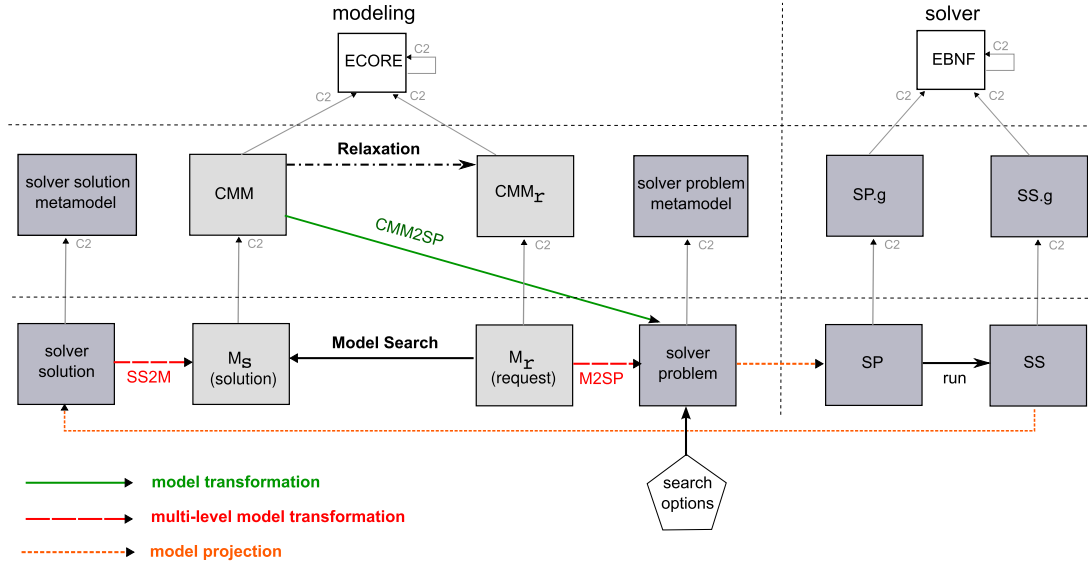 modeling
solver
ECORE
C2
EBNF
C2
C2
C2
C2
C2
Relaxation
solver solution
metamodel
CMM
CMMr
solver problem
metamodel
SP.g
SS.g
CMM2SP
C2
C2
C2
C2
C2
C2
solver
solution
SS2M
Ms
(solution)
Model Search
Mr
(request)
M2SP
solver
problem
SP
run
SS
search
options
model transformation
multi-level model transformation
model projection